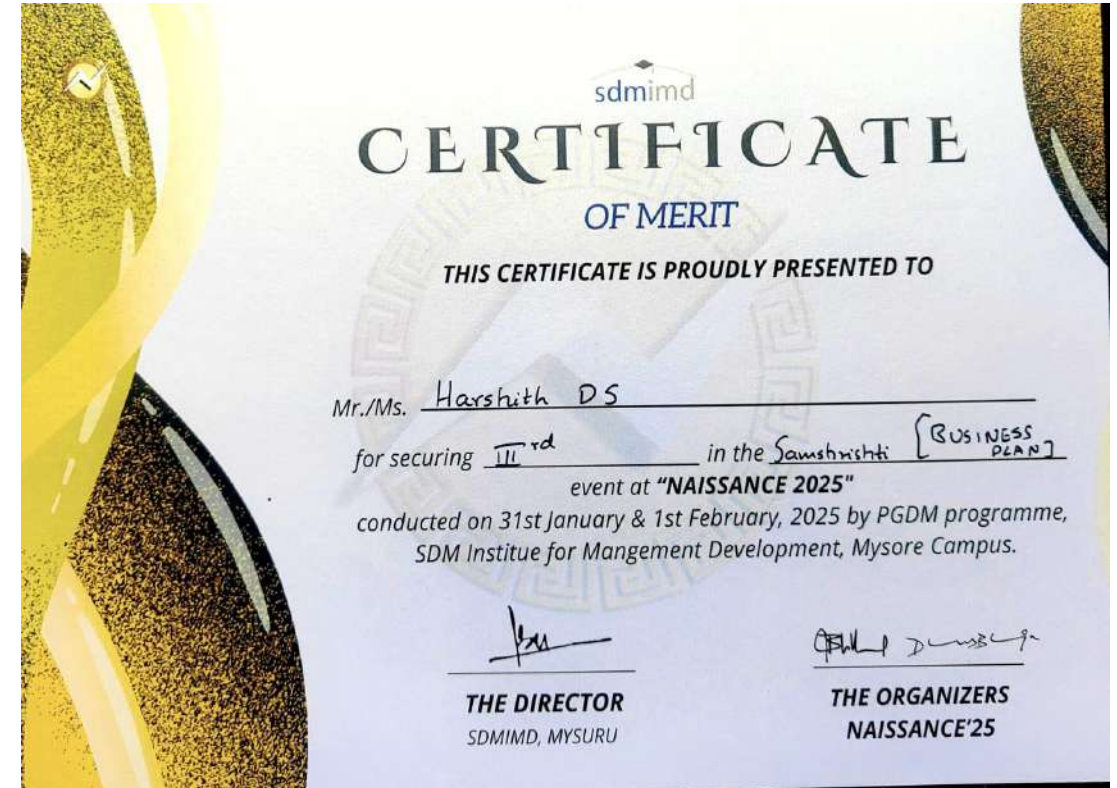 sdmimd
CERTIFICATE
OF MERIT
THIS CERTIFICATE IS PROUDLY PRESENTED TO
Mr./Ms. Harshith DS
for securing IIIrd in the Samshrishti [BUSINESS PLAN]
event at "NAISSANCE 2025"
conducted on 31st January & 1st February, 2025 by PGDM programme,
SDM Institue for Mangement Development, Mysore Campus.
THE DIRECTOR
SDMIMD, MYSURU
THE ORGANIZERS
NAISSANCE'25